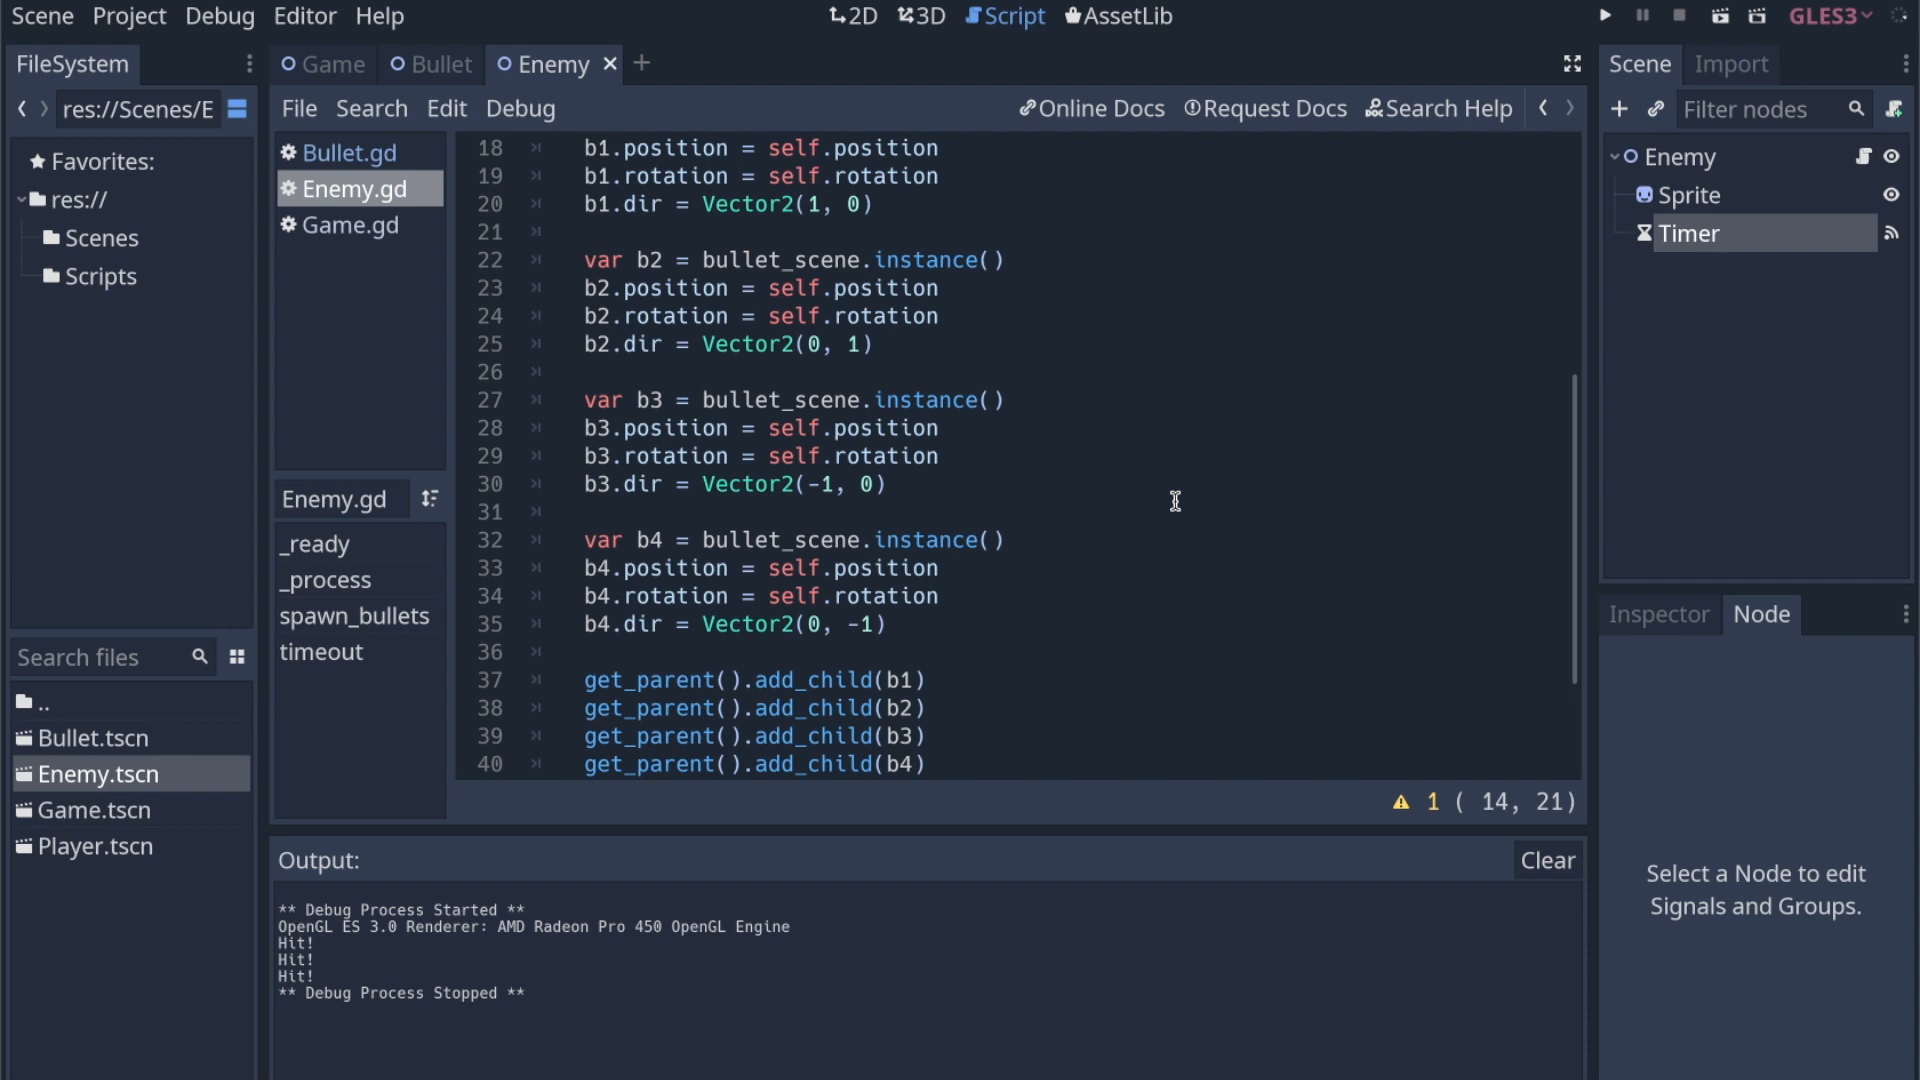 Scene Project Debug Editor Help 2D 3D Script AssetLib GLES3
FileSystem Game Bullet Enemy Scene Import
res://Scenes/E File Search Edit Debug Online Docs Request Docs Search Help Filter nodes
Favorites:
res://
Scenes
Scripts
Bullet.gd
Enemy.gd
Game.gd
Enemy.gd
_ready
_process
spawn_bullets
timeout
18 b1.position = self.position
19 b1.rotation = self.rotation
20 b1.dir = Vector2(1, 0)
21
22 var b2 = bullet_scene.instance()
23 b2.position = self.position
24 b2.rotation = self.rotation
25 b2.dir = Vector2(0, 1)
26
27 var b3 = bullet_scene.instance()
28 b3.position = self.position
29 b3.rotation = self.rotation
30 b3.dir = Vector2(-1, 0)
31
32 var b4 = bullet_scene.instance()
33 b4.position = self.position
34 b4.rotation = self.rotation
35 b4.dir = Vector2(0, -1)
36
37 get_parent().add_child(b1)
38 get_parent().add_child(b2)
39 get_parent().add_child(b3)
40 get_parent().add_child(b4)
1 ( 14, 21)
Enemy
Sprite
Timer
Inspector Node
Select a Node to edit
Signals and Groups.
Search files
..
Bullet.tscn
Enemy.tscn
Game.tscn
Player.tscn
Output: Clear
** Debug Process Started **
OpenGL ES 3.0 Renderer: AMD Radeon Pro 450 OpenGL Engine
Hit!
Hit!
Hit!
** Debug Process Stopped **